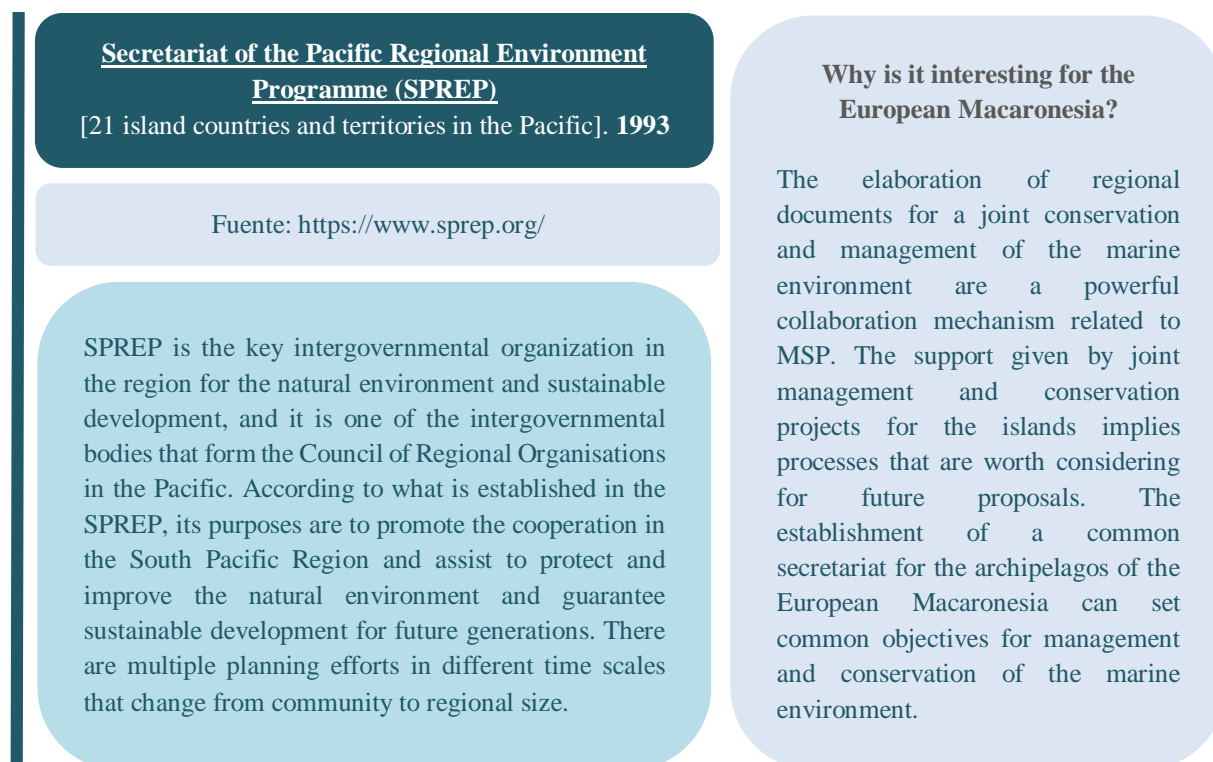 Secretariat of the Pacific Regional Environment
Programme (SPREP)
[21 island countries and territories in the Pacific]. 1993
Fuente: https://www.sprep.org/
SPREP is the key intergovernmental organization in
the region for the natural environment and sustainable
development, and it is one of the intergovernmental
bodies that form the Council of Regional Organisations
in the Pacific. According to what is established in the
SPREP, its purposes are to promote the cooperation in
the South Pacific Region and assist to protect and
improve the natural environment and guarantee
sustainable development for future generations. There
are multiple planning efforts in different time scales
that change from community to regional size.
Why is it interesting for the
European Macaronesia?
The elaboration of regional
documents for a joint conservation
and management of the marine
environment are a powerful
collaboration mechanism related to
MSP. The support given by joint
management and conservation
projects for the islands implies
processes that are worth considering
for future proposals. The
establishment of a common
secretariat for the archipelagos of the
European Macaronesia can set
common objectives for management
and conservation of the marine
environment.